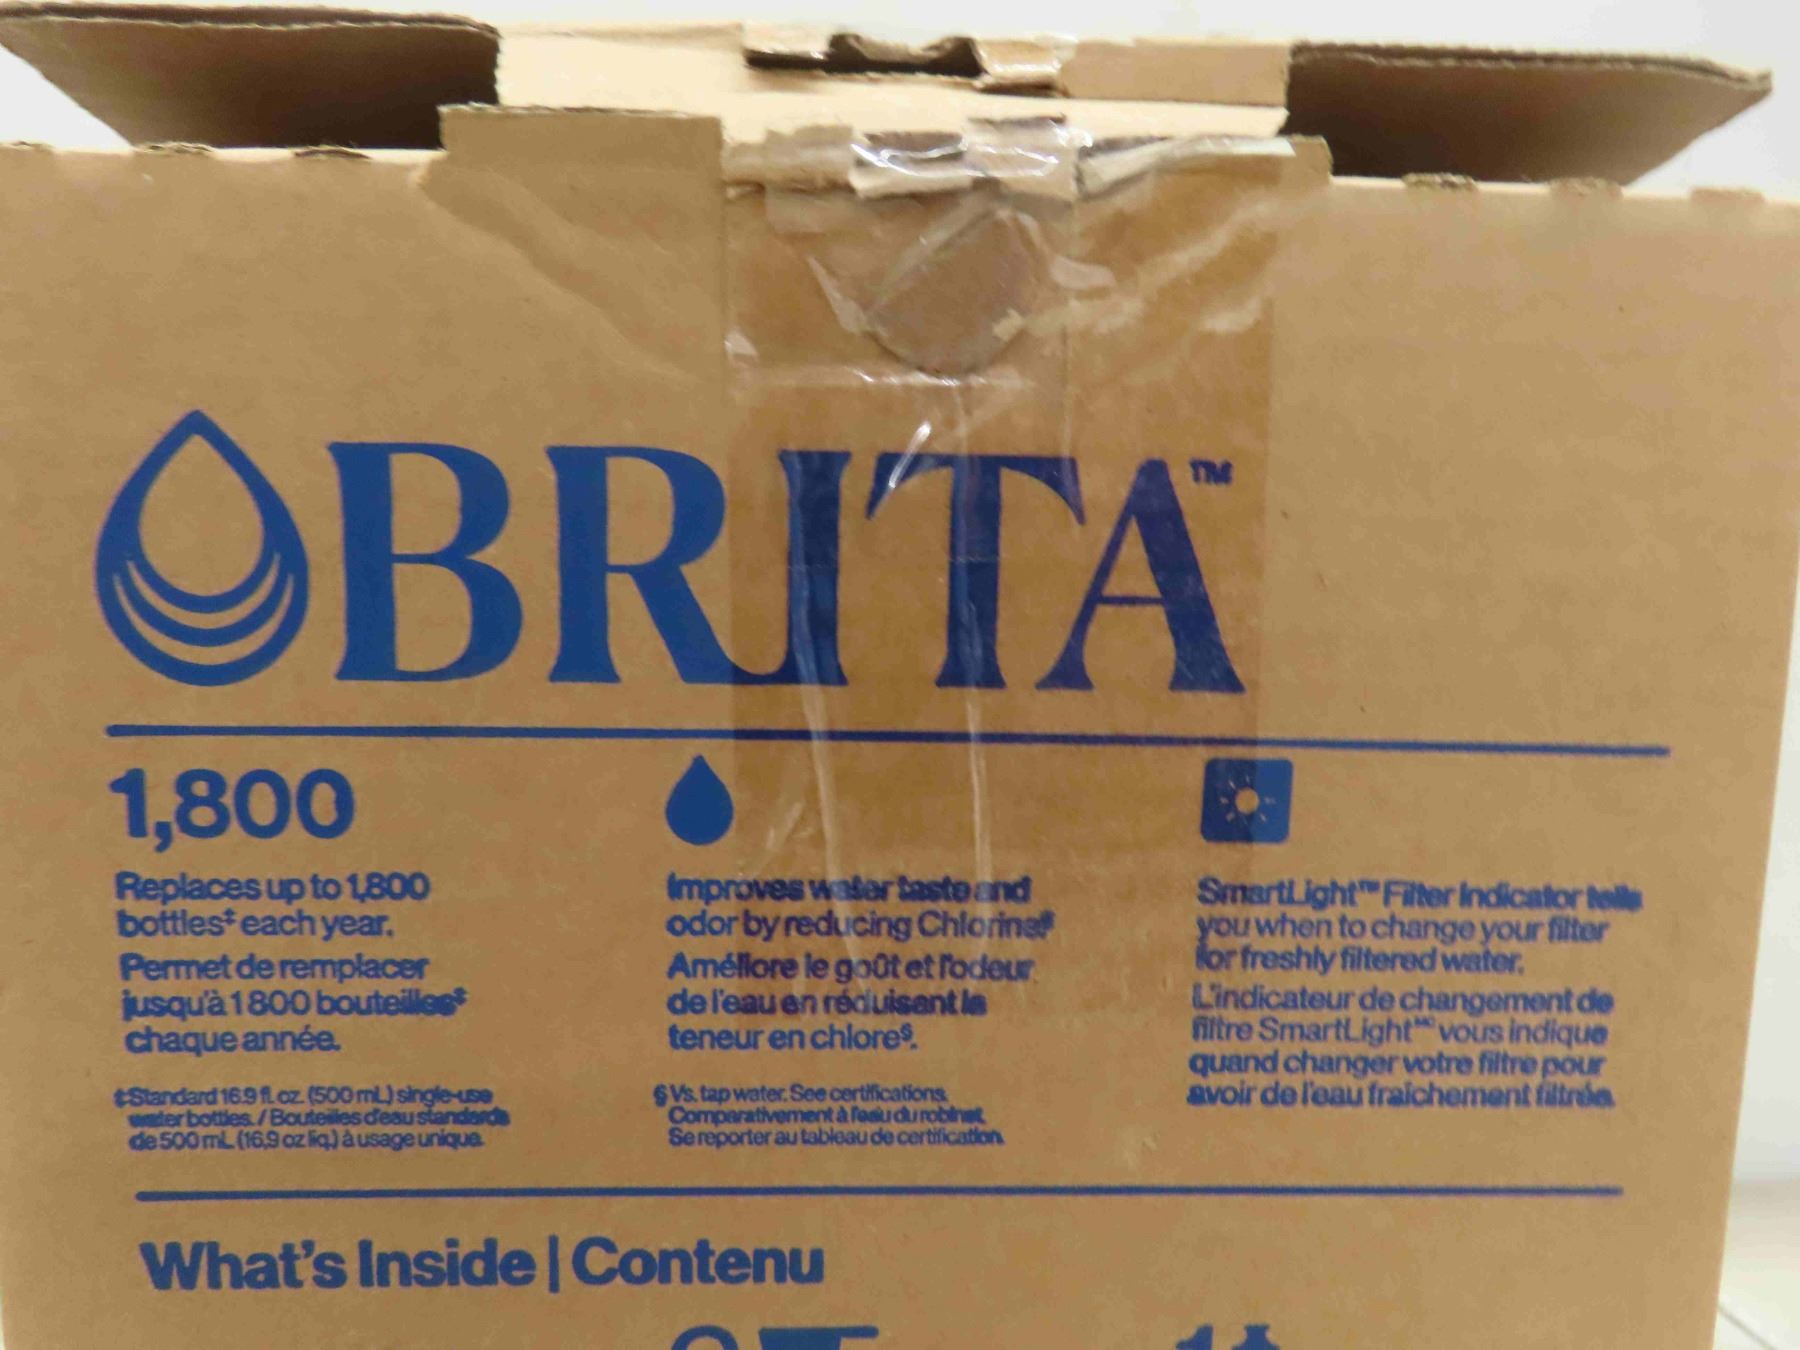 BRITA™
1,800
Replaces up to 1,800
bottles‡ each year.
Permet de remplacer
jusqu'à 1 800 bouteilles‡
chaque année.
‡Standard 16.9 fl. oz. (500 mL) single-use
water bottles. / Bouteilles d'eau standards
de 500 mL (16,9 oz liq.) à usage unique.
Improves water taste and
odor by reducing Chlorine§
Améliore le goût et l'odeur
de l'eau en réduisant la
teneur en chlore§.
§ Vs. tap water. See certifications.
Comparativement à l'eau du robinet.
Se reporter au tableau de certification.
SmartLight™ Filter Indicator tells
you when to change your filter
for freshly filtered water.
L'indicateur de changement de
filtre SmartLight MC vous indique
quand changer votre filtre pour
avoir de l'eau fraîchement filtrée.
What's Inside | Contenu